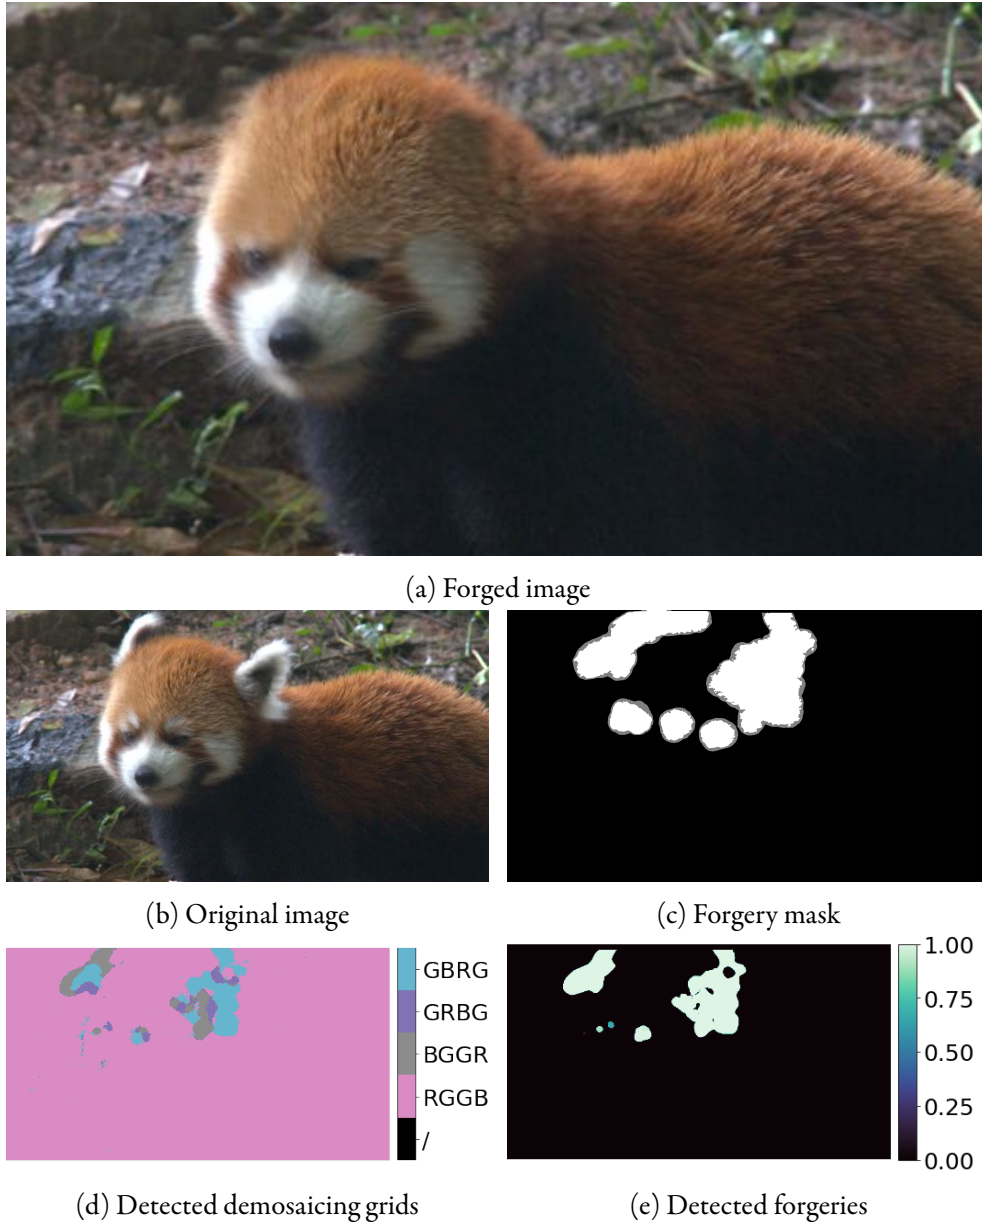 (a) Forged image
(b) Original image
(c) Forgery mask
GBRG
GRBG
BGGR
RGGB
/
(d) Detected demosaicing grids
1.00
0.75
0.50
0.25
0.00
(e) Detected forgeries